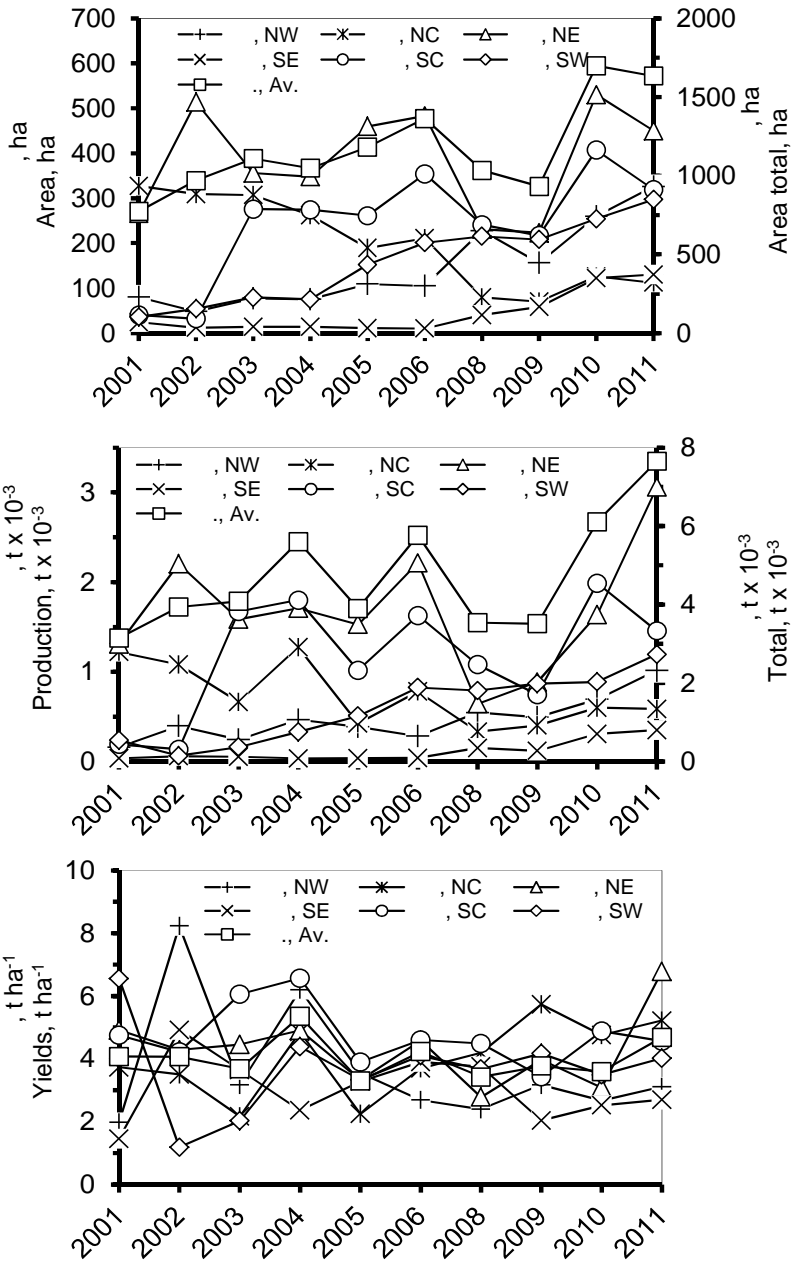 700
600
500
400
300
200
100
0
2000
1500
1000
500
0
, ha
Area, ha
, ha
Area total, ha
, NW , NC , NE
, SE , SC , SW
., Av.
2001 2002 2003 2004 2005 2006 2008 2009 2010 2011
3
2
1
0
8
6
4
2
0
, t x 10-3
Production, t x 10-3
, t x 10-3
Total, t x 10-3
, NW , NC , NE
, SE , SC , SW
., Av.
2001 2002 2003 2004 2005 2006 2008 2009 2010 2011
10
8
6
4
2
0
, t ha-1
Yields, t ha-1
, NW , NC , NE
, SE , SC , SW
., Av.
2001 2002 2003 2004 2005 2006 2008 2009 2010 2011